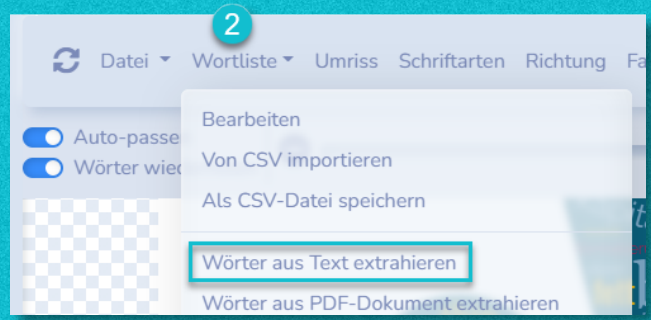 2
Datei Wortliste Umriss Schriftarten Richtung
Bearbeiten
Auto-passe
Von CSV importieren
Wörter wied
Als CSV-Datei speichern
Wörter aus Text extrahieren
Wörter aus PDF-Dokument extrahieren